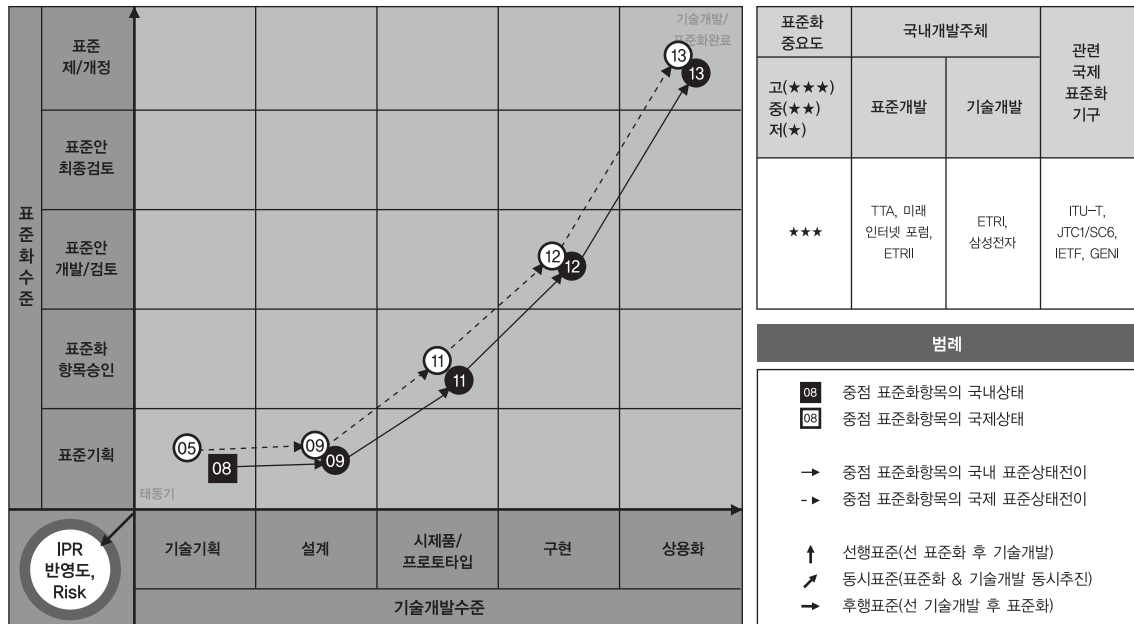 표준화수준
표준
제/개정
표준안
최종검토
표준안
개발/검토
표준화
항목승인
표준기획
기술개발/
표준화완료
13
13
12
12
11
11
05
09
08
09
태동기
IPR
반영도,
Risk
기술기획
설계
시제품/
프로토타입
구현
상용화
기술개발수준
표준화
중요도
국내개발주체
관련
국제
표준화
기구
고(★★★)
중(★★)
저(★)
표준개발
기술개발
★★★
TTA, 미래
인터넷 포럼,
ETRII
ETRI,
삼성전자
ITU-T,
JTC1/SC6,
IETF, GENI
범례
08 중점 표준화항목의 국내상태
08 중점 표준화항목의 국제상태
중점 표준화항목의 국내 표준상태전이
중점 표준화항목의 국제 표준상태전이
선행표준(선 표준화 후 기술개발)
동시표준(표준화 & 기술개발 동시추진)
후행표준(선 기술개발 후 표준화)